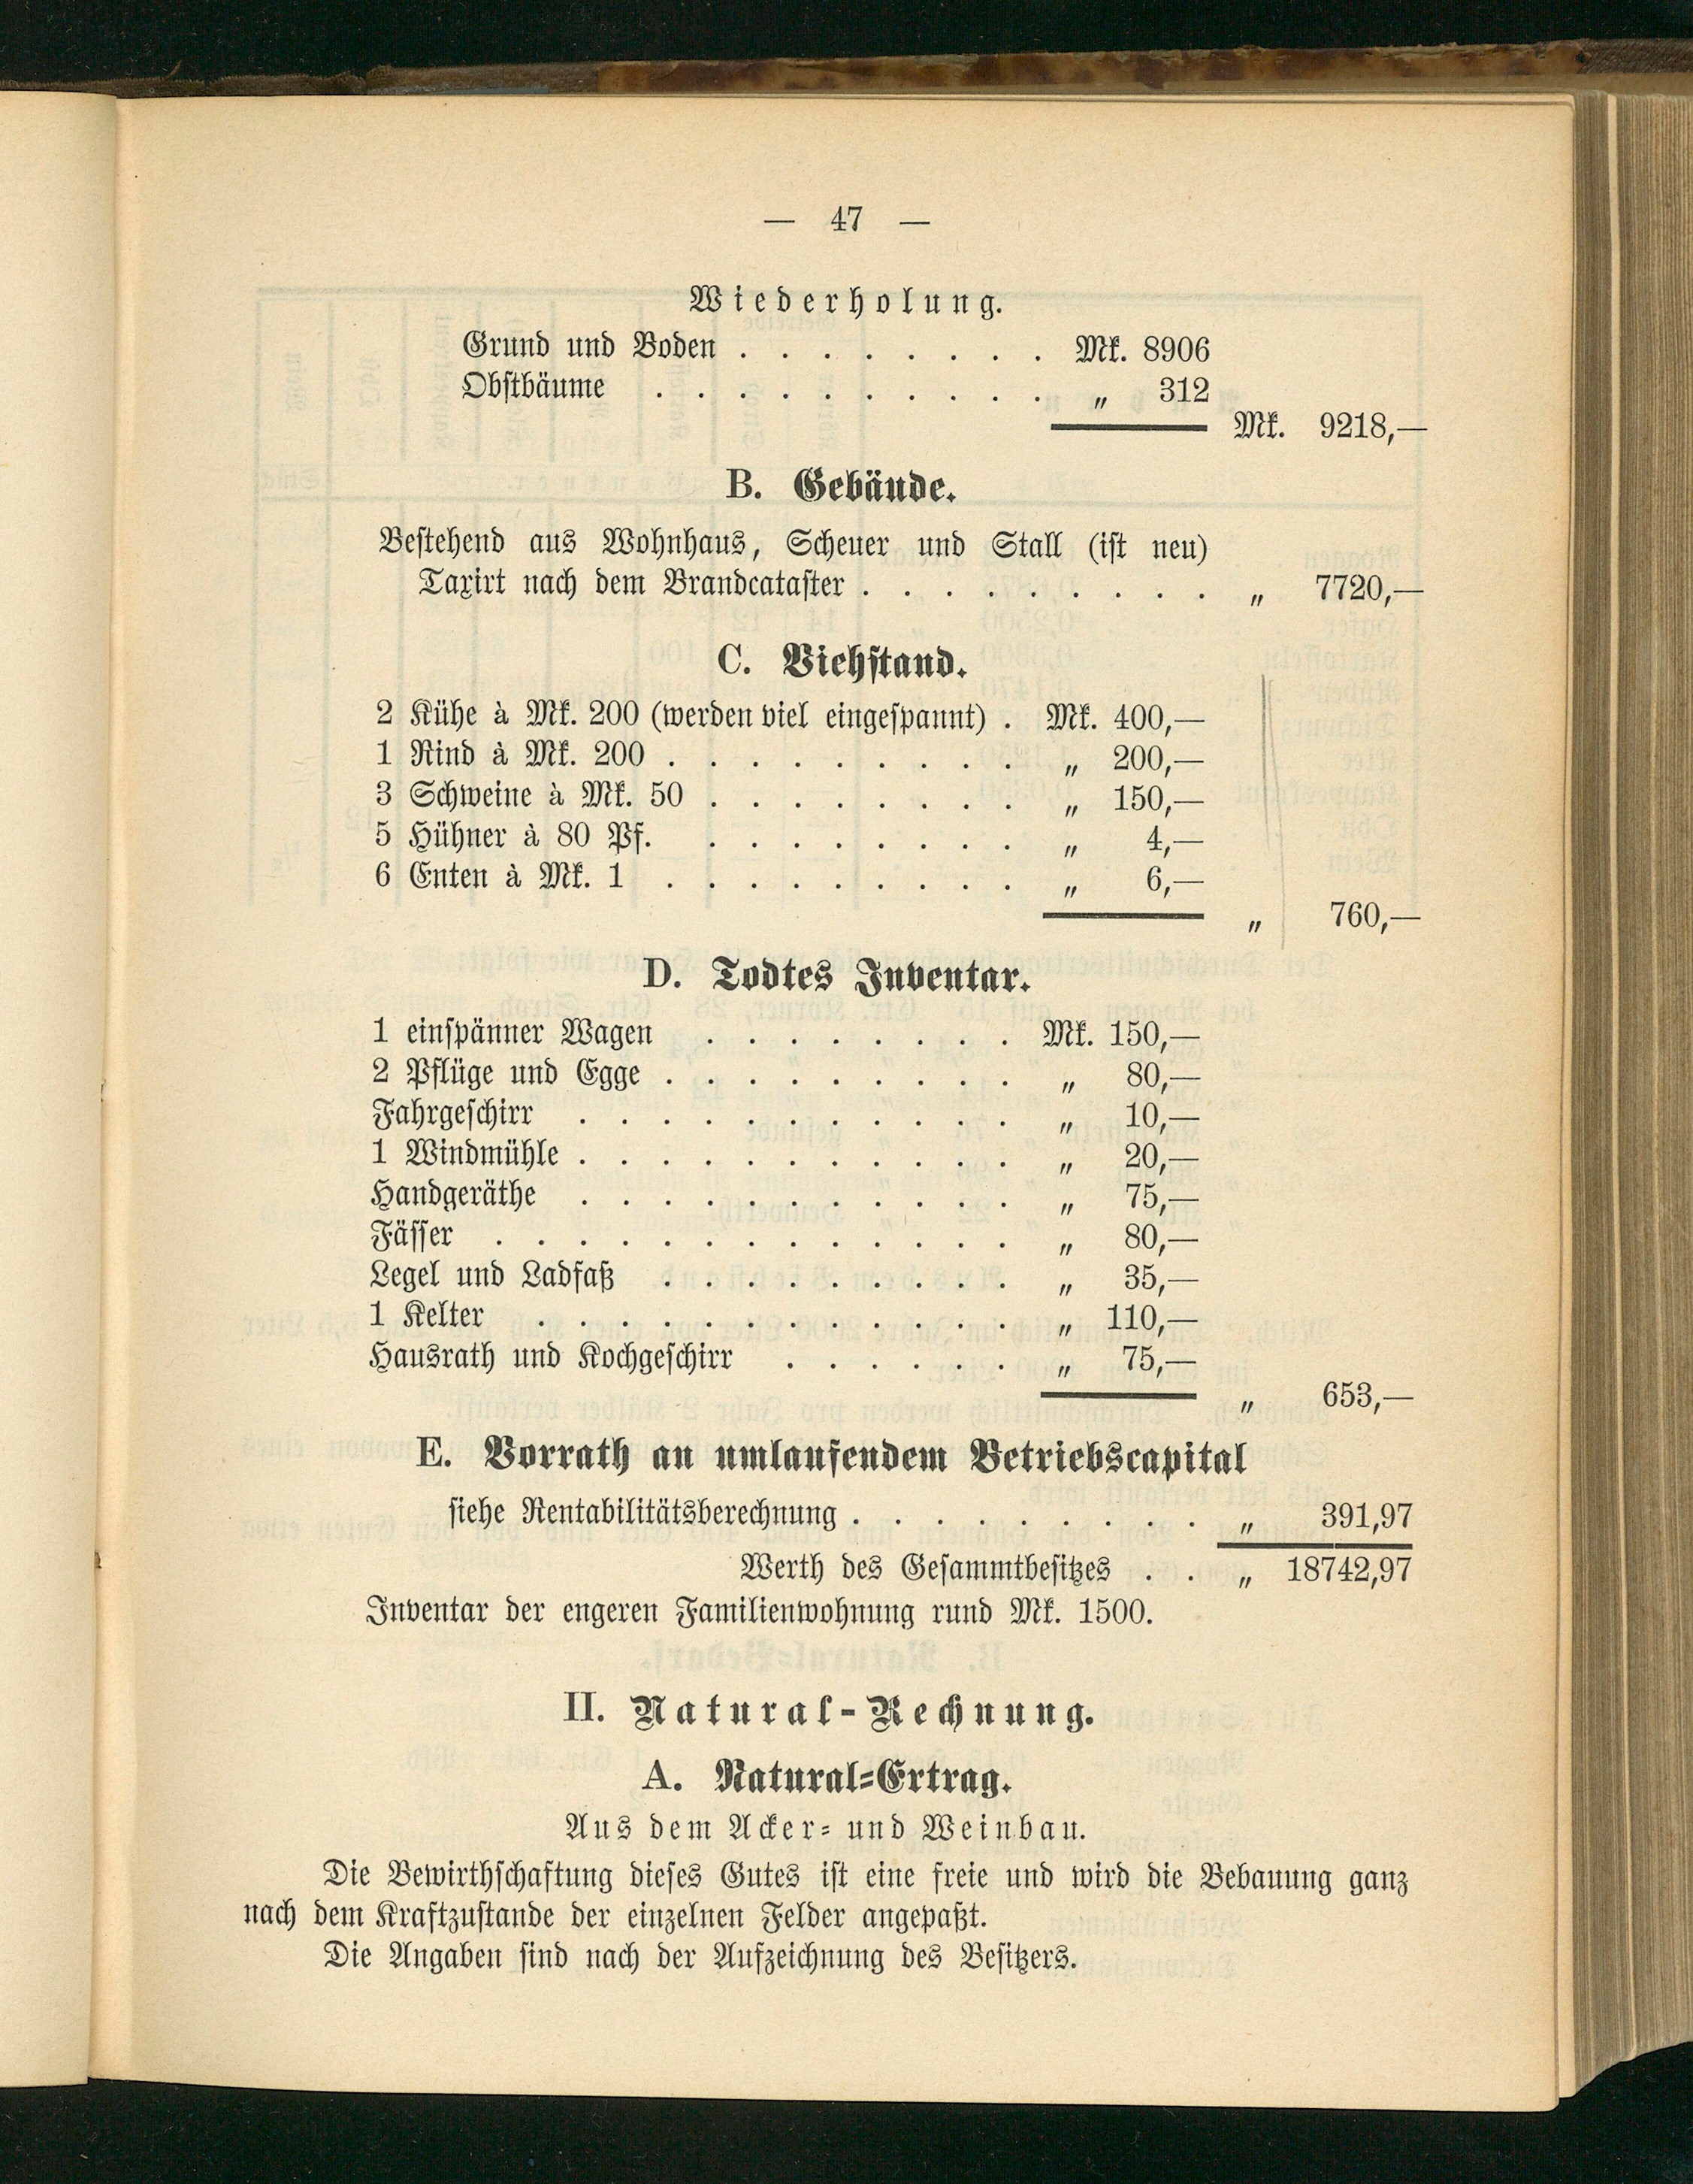 — 47 —
Wiederholung.
Grund und Boden . . . . . . . . Mk. 8906
Obstbäume . . . . . . . . . . „ 312
Mk. 9218,—
B. Gebäude.
Bestehend aus Wohnhaus, Scheuer und Stall (ist neu)
Taxirt nach dem Brandcataster . . . . . . . . . „ 7720,—
C. Viehstand.
2 Kühe à Mk. 200 (werden viel eingespannt) . Mk. 400,—
1 Rind à Mk. 200 . . . . . . . . . „ 200,—
3 Schweine à Mk. 50 . . . . . . . . „ 150,—
5 Hühner à 80 Pf. . . . . . . . . „ 4,—
6 Enten à Mk. 1 . . . . . . . . . „ 6,—
„ 760,—
D. Todtes Inventar.
1 einspänner Wagen . . . . . . . . Mk. 150,—
2 Pflüge und Egge . . . . . . . . . „ 80,—
Fahrgeschirr . . . . . . . . . . . „ 10,—
1 Windmühle . . . . . . . . . . . „ 20,—
Handgeräthe . . . . . . . . . . . „ 75,—
Fässer . . . . . . . . . . . . . „ 80,—
Legel und Ladfaß . . . . . . . . . „ 35,—
1 Kelter . . . . . . . . . . . . „ 110,—
Hausrath und Kochgeschirr . . . . . . „ 75,—
„ 653,—
E. Vorrath an umlaufendem Betriebscapital
siehe Rentabilitätsberechnung . . . . . . . . . „ 391,97
Werth des Gesammtbesitzes . . „ 18742,97
Inventar der engeren Familienwohnung rund Mk. 1500.
II. Natural-Rechnung.
A. Natural-Ertrag.
Aus dem Acker- und Weinbau.
Die Bewirthschaftung dieses Gutes ist eine freie und wird die Bebauung ganz
nach dem Kraftzustande der einzelnen Felder angepaßt.
Die Angaben sind nach der Aufzeichnung des Besitzers.